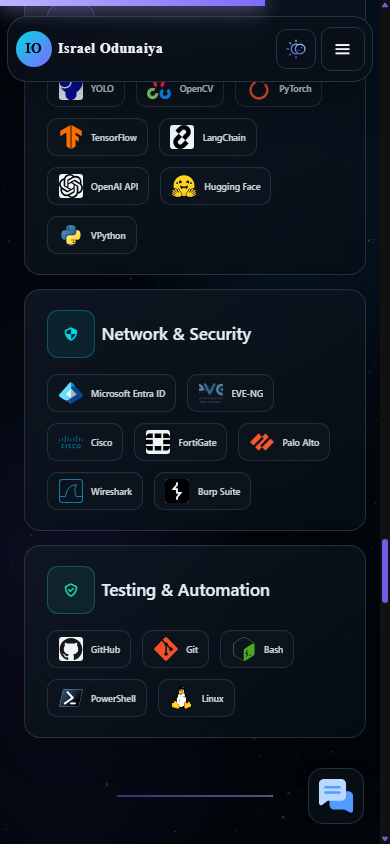 IO Israel Odunaiya
YOLO OpenCV PyTorch
TensorFlow LangChain
OpenAI API Hugging Face
VPython
Network & Security
Microsoft Entra ID EVE-NG
CISCO Cisco FortiGate Palo Alto
Wireshark Burp Suite
Testing & Automation
GitHub Git Bash
PowerShell Linux